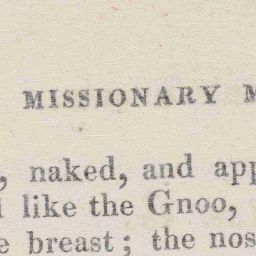 MISSIONARY M
, naked, and app
l like the Gnoo,
e breast; the nos